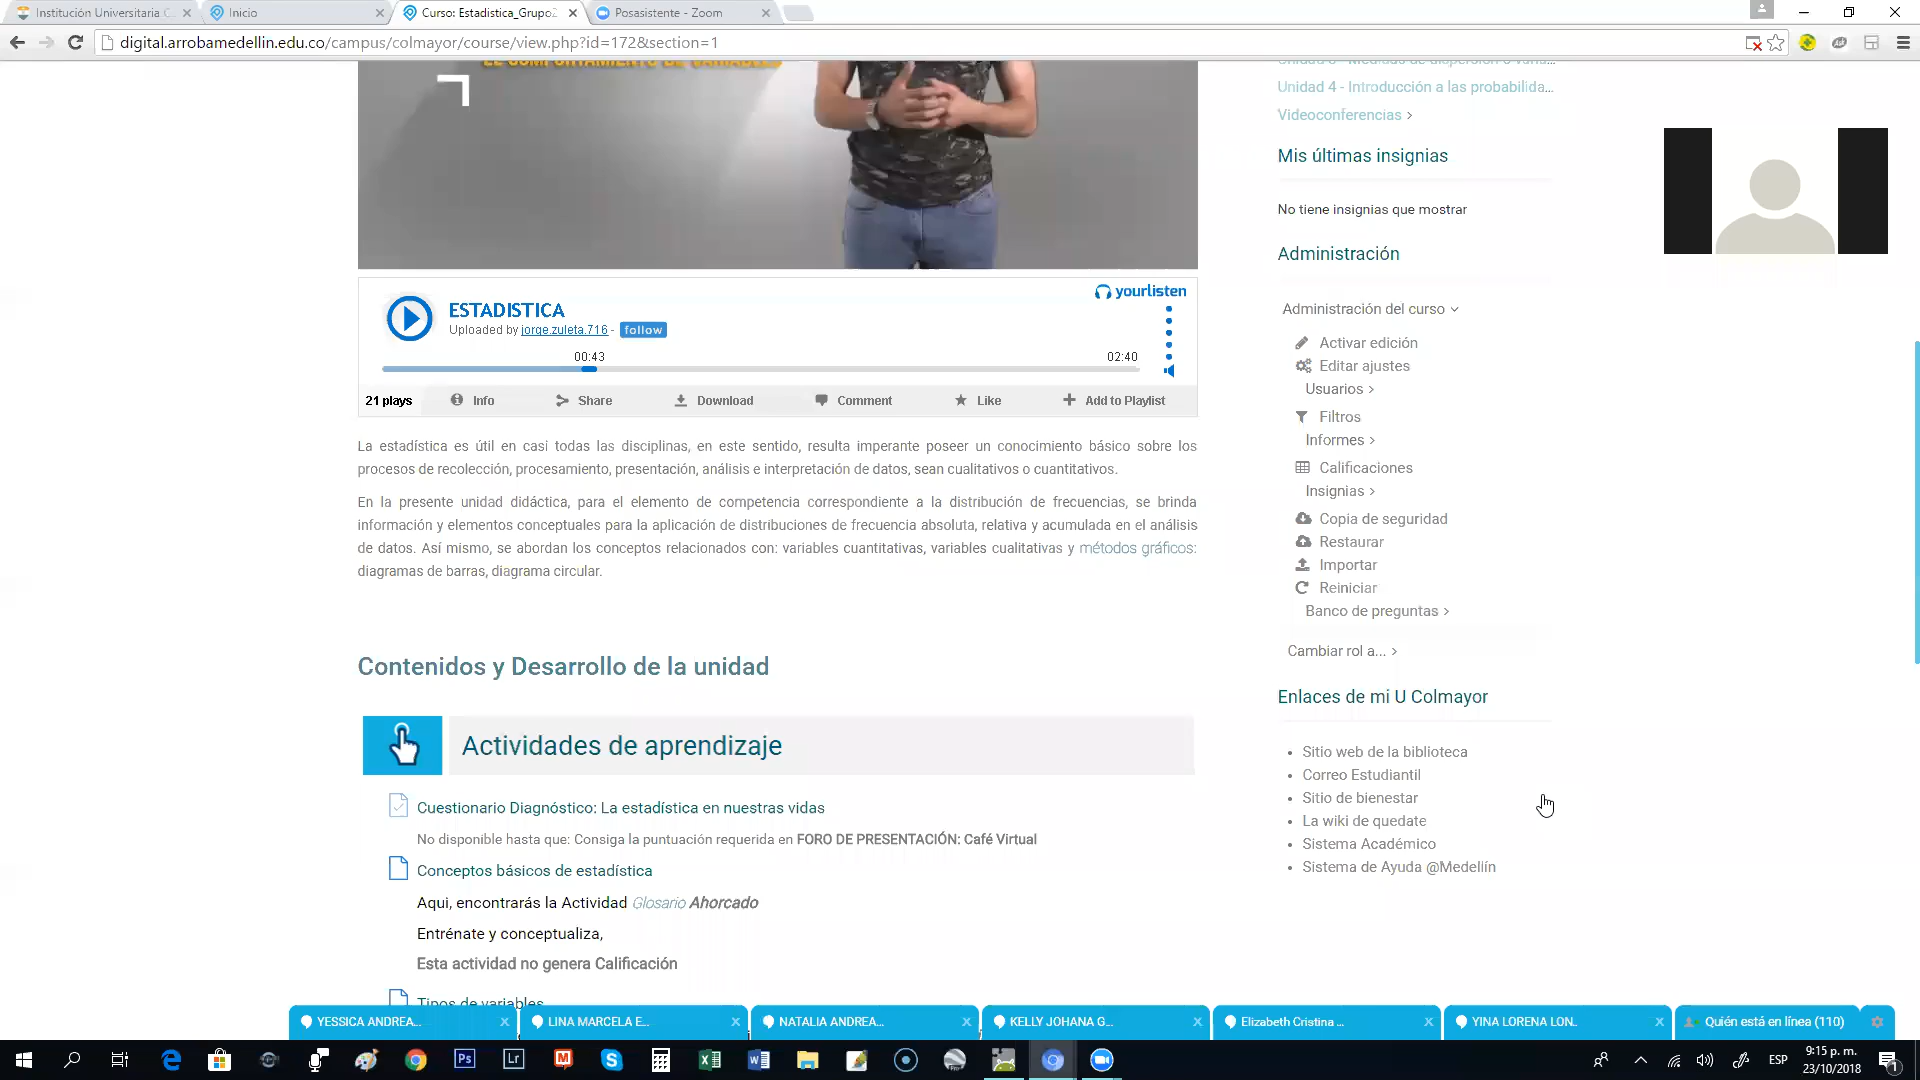 Institución Universitaria C
Inicio
Curso: Estadistica_Grupo2
Posasistente - Zoom
digital.arrobamedellin.edu.co/campus/colmayor/course/view.php?id=172&section=1
EL COMPORTAMIENTO DE VARIABLES
Unidad 3 - Medidas de dispersión o varia...
Unidad 4 - Introducción a las probabilida...
Videoconferencias >
Mis últimas insignias
No tiene insignias que mostrar
Administración
Administración del curso
Activar edición
Editar ajustes
Usuarios >
Filtros
Informes >
Calificaciones
Insignias >
Copia de seguridad
Restaurar
Importar
Reiniciar
Banco de preguntas >
Cambiar rol a... >
Enlaces de mi U Colmayor
• Sitio web de la biblioteca
• Correo Estudiantil
• Sitio de bienestar
• La wiki de quedate
• Sistema Académico
• Sistema de Ayuda @Medellín
yourlisten
ESTADISTICA
Uploaded by jorge.zuleta.716 - follow
00:43
02:40
21 plays
Info
Share
Download
Comment
Like
Add to Playlist
La estadística es útil en casi todas las disciplinas, en este sentido, resulta imperante poseer un conocimiento básico sobre los
procesos de recolección, procesamiento, presentación, análisis e interpretación de datos, sean cualitativos o cuantitativos.
En la presente unidad didáctica, para el elemento de competencia correspondiente a la distribución de frecuencias, se brinda
información y elementos conceptuales para la aplicación de distribuciones de frecuencia absoluta, relativa y acumulada en el análisis
de datos. Así mismo, se abordan los conceptos relacionados con: variables cuantitativas, variables cualitativas y métodos gráficos:
diagramas de barras, diagrama circular.
Contenidos y Desarrollo de la unidad
Actividades de aprendizaje
Cuestionario Diagnóstico: La estadística en nuestras vidas
No disponible hasta que: Consiga la puntuación requerida en FORO DE PRESENTACIÓN: Café Virtual
Conceptos básicos de estadística
Aqui, encontrarás la Actividad Glosario Ahorcado
Entrénate y conceptualiza,
Esta actividad no genera Calificación
Tipos de variables
YESSICA ANDREA... x
LINA MARCELA E... x
NATALIA ANDREA... x
KELLY JOHANA G... x
Elizabeth Cristina ... x
YINA LORENA LON.. x
Quién está en línea (110)
Ps
Lr
ESP
9:15 p. m.
23/10/2018
1